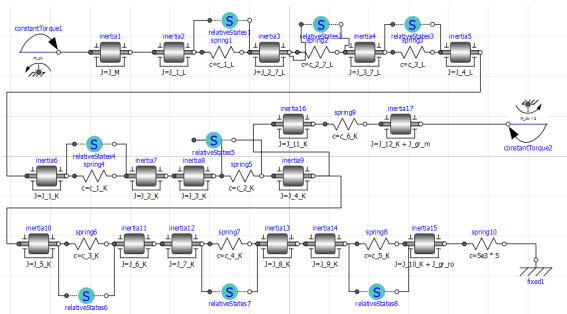 constantTorque1
inertia1
inertia2
relativeStates1
spring1
inertia3
relativeStates2
spring2
inertia4
relativeStates3
spring3
inertia5
J=J_M
J=J_1_L
c=c_1_L
J=J_2_7_L
c=c_2_7_L
J=J_3_7_L
c=c_3_L
J=J_4_L
inertia16
spring9
inertia17
J=J_11_K
c=c_6_K
J=J_12_K + J_gr_m
constantTorque2
inertia6
relativeStates4
spring4
inertia7
inertia8
relativeStates5
spring5
inertia9
J=J_1_K
c=c_1_K
J=J_2_K
J=J_3_K
c=c_2_K
J=J_4_K
inertia10
spring6
inertia11
inertia12
spring7
inertia13
inertia14
spring8
inertia15
spring10
J=J_5_K
c=c_3_K
J=J_6_K
J=J_7_K
c=c_4_K
J=J_8_K
J=J_9_K
c=c_5_K
J=J_10_K + J_gr_ro
c=5e3 * 5
fixed1
S
S
S
S
S
S
S
S
relativeStates6
relativeStates7
relativeStates8